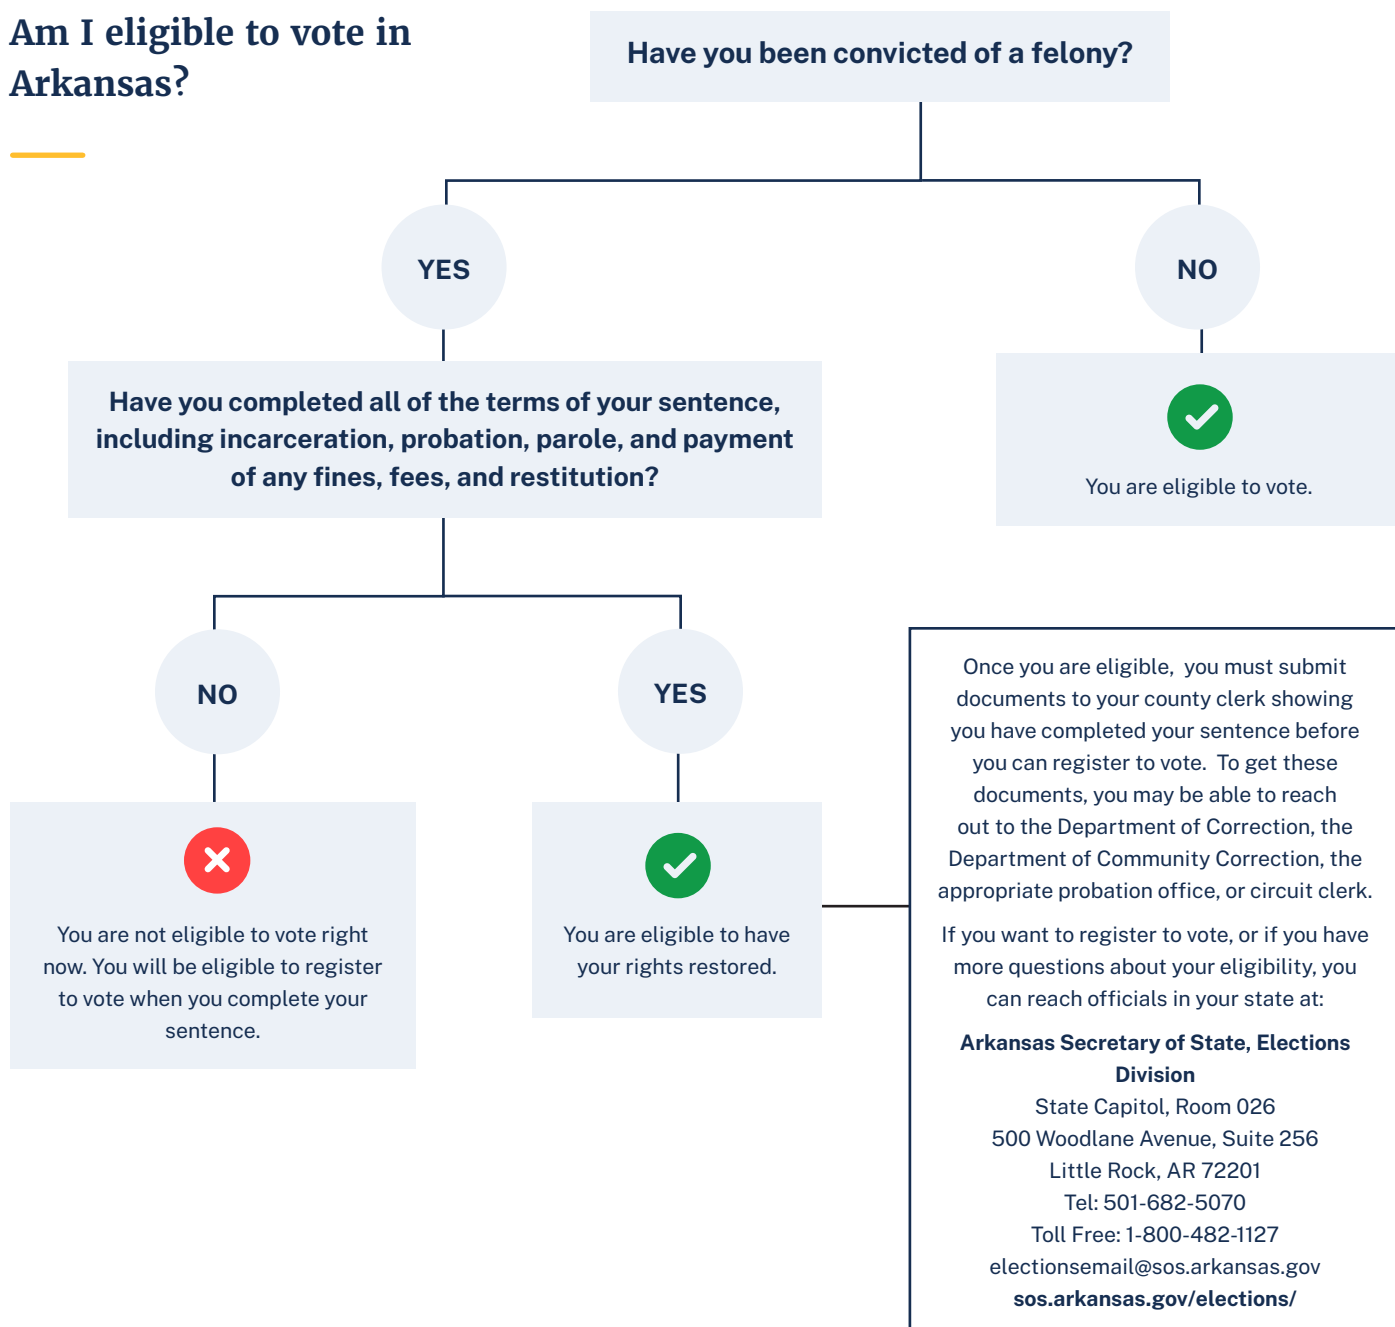 Am I eligible to vote in
Arkansas?
Have you been convicted of a felony?
YES
NO
Have you completed all of the terms of your sentence,
including incarceration, probation, parole, and payment
of any fines, fees, and restitution?
You are eligible to vote.
NO
YES
You are not eligible to vote right
now. You will be eligible to register
to vote when you complete your
sentence.
You are eligible to have
your rights restored.
Once you are eligible, you must submit
documents to your county clerk showing
you have completed your sentence before
you can register to vote. To get these
documents, you may be able to reach
out to the Department of Correction, the
Department of Community Correction, the
appropriate probation office, or circuit clerk.
If you want to register to vote, or if you have
more questions about your eligibility, you
can reach officials in your state at:
Arkansas Secretary of State, Elections
Division
State Capitol, Room 026
500 Woodlane Avenue, Suite 256
Little Rock, AR 72201
Tel: 501-682-5070
Toll Free: 1-800-482-1127
electionsemail@sos.arkansas.gov
sos.arkansas.gov/elections/